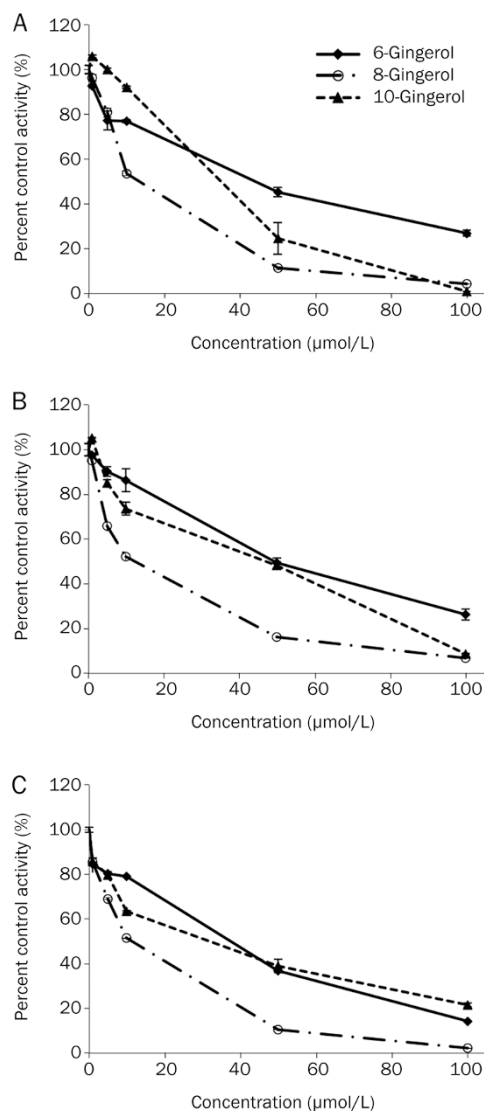 A
120
100
80
60
40
20
0
Percent control activity (%)
0 20 40 60 80 100
Concentration (µmol/L)
6-Gingerol
8-Gingerol
10-Gingerol
B
120
100
80
60
40
20
0
Percent control activity (%)
0 20 40 60 80 100
Concentration (µmol/L)
C
120
100
80
60
40
20
0
Percent control activity (%)
0 20 40 60 80 100
Concentration (µmol/L)